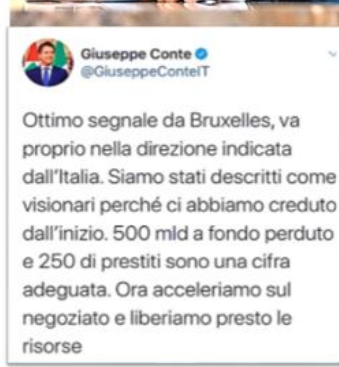 Giuseppe Conte
@GiuseppeConteIT
Ottimo segnale da Bruxelles, va
proprio nella direzione indicata
dall'Italia. Siamo stati descritti come
visionari perché ci abbiamo creduto
dall'inizio. 500 mld a fondo perduto
e 250 di prestiti sono una cifra
adeguata. Ora acceleriamo sul
negoziato e liberiamo presto le
risorse